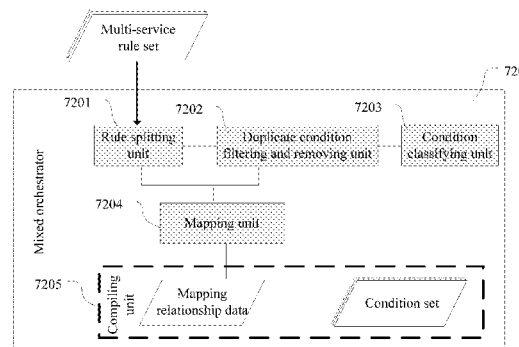 Multi-service
rule set
7201
7202
7203
Rule splitting
unit
Duplicate condition
filtering and removing unit
Condition
classifying unit
7204
Mapping unit
Mixed orchestrator
7205
Compiling
unit
Mapping
relationship data
Condition set